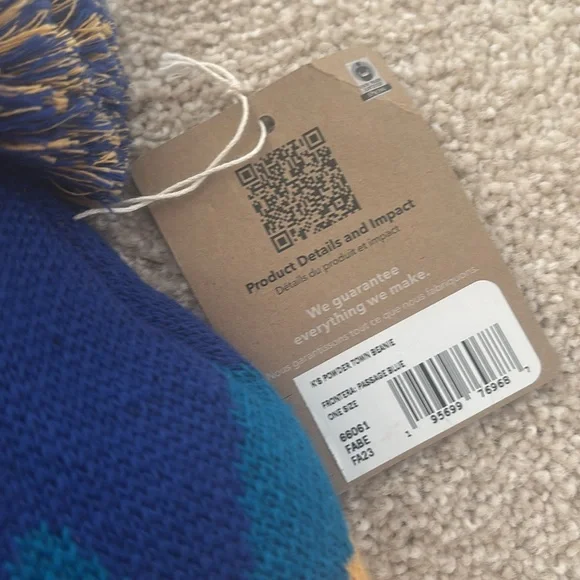 Product Details and Impact
Détails du produit et impact
We guarantee
everything we make.
Nous garantissons tout ce que nous fabriquons.
K'S POWDER TOWN BEANIE
FRONTERA: PASSAGE BLUE
ONE SIZE
66061
FABE
FA23
1 95699 76968 7